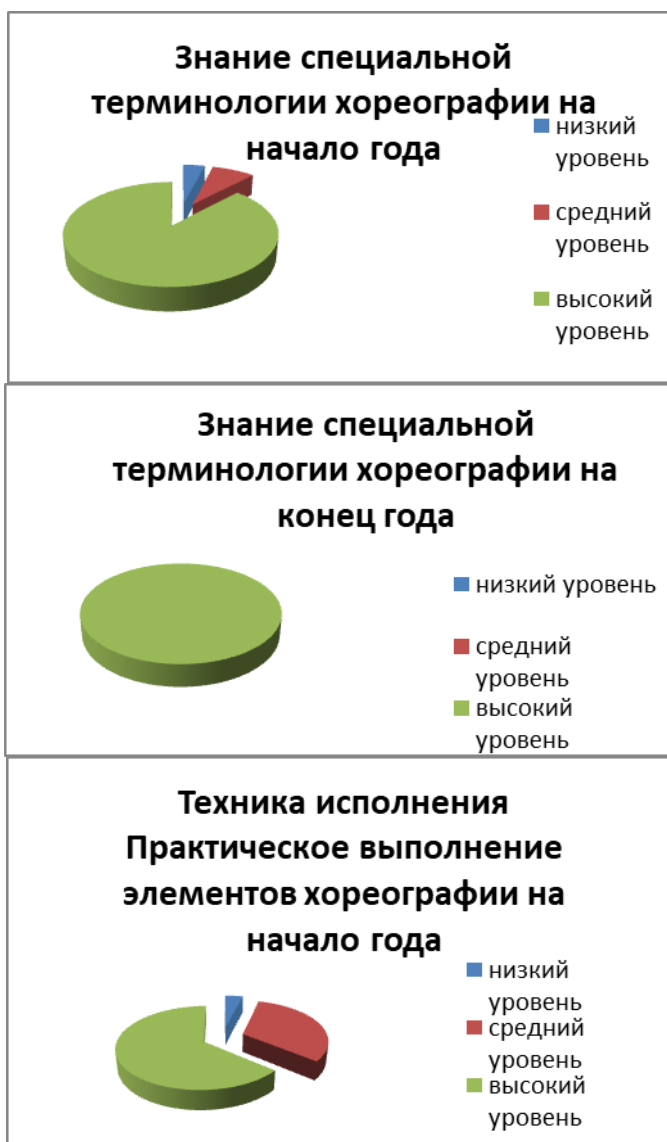 Знание специальной
терминологии хореографии на
начало года
низкий
уровень
средний
уровень
высокий
уровень
Знание специальной
терминологии хореографии на
конец года
низкий уровень
средний
уровень
высокий
уровень
Техника исполнения
Практическое выполнение
элементов хореографии на
начало года
низкий
уровень
средний
уровень
высокий
уровень